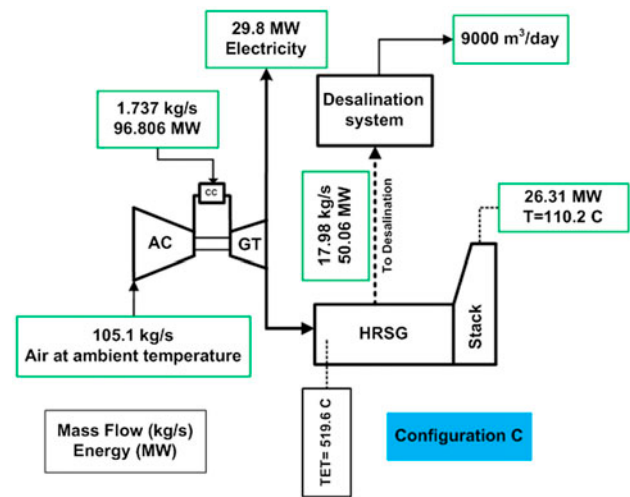 29.8 MW
Electricity
9000 m³/day
1.737 kg/s
96.806 MW
Desalination
system
CC
17.98 kg/s
50.06 MW
To Desalination
26.31 MW
T=110.2 C
AC
GT
105.1 kg/s
Air at ambient temperature
HRSG
Stack
TET= 519.6 C
Mass Flow (kg/s)
Energy (MW)
Configuration C